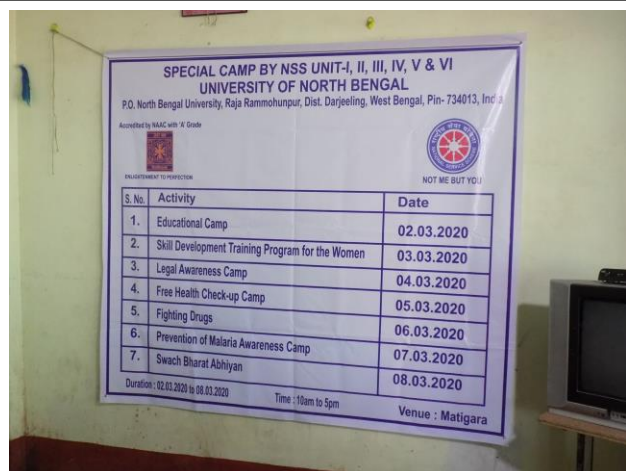 SPECIAL CAMP BY NSS UNIT-I, II, III, IV, V & VI
UNIVERSITY OF NORTH BENGAL
P.O. North Bengal University, Raja Rammohunpur, Dist. Darjeeling, West Bengal, Pin- 734013, India
Accredited by NAAC with 'A' Grade
ENLIGHTENMENT TO PERFECTION
NOT ME BUT YOU
S. No. Activity Date
1. Educational Camp 02.03.2020
2. Skill Development Training Program for the Women 03.03.2020
3. Legal Awareness Camp 04.03.2020
4. Free Health Check-up Camp 05.03.2020
5. Fighting Drugs 06.03.2020
6. Prevention of Malaria Awareness Camp 07.03.2020
7. Swach Bharat Abhiyan 08.03.2020
Duration : 02.03.2020 to 08.03.2020 Time : 10am to 5pm Venue : Matigara